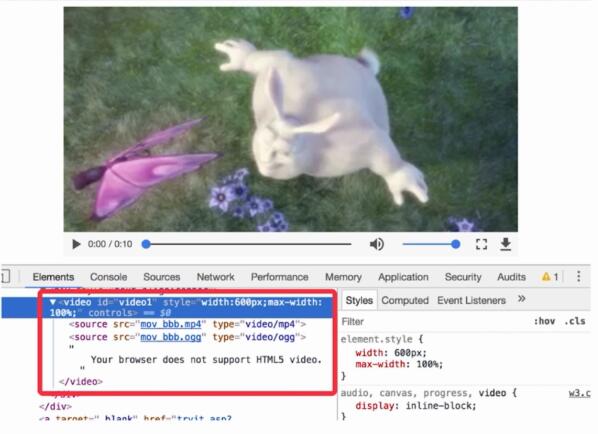 0:00 / 0:10
Elements Console Sources Network Performance Memory Application Security Audits 1
<video id="video1" style="width:600px;max-width:
100%;" controls> == $0
<source src="mov_bbb.mp4" type="video/mp4">
<source src="mov_bbb.ogg" type="video/ogg">
"
Your browser does not support HTML5 video.
"
</video>
</div>
</div>
<a target="_blank" href="tryit.asp?
Styles Computed Event Listeners »
Filter :hov .cls
element.style {
width: 600px;
max-width: 100%;
}
audio, canvas, progress, video { w3.c
display: inline-block;
}